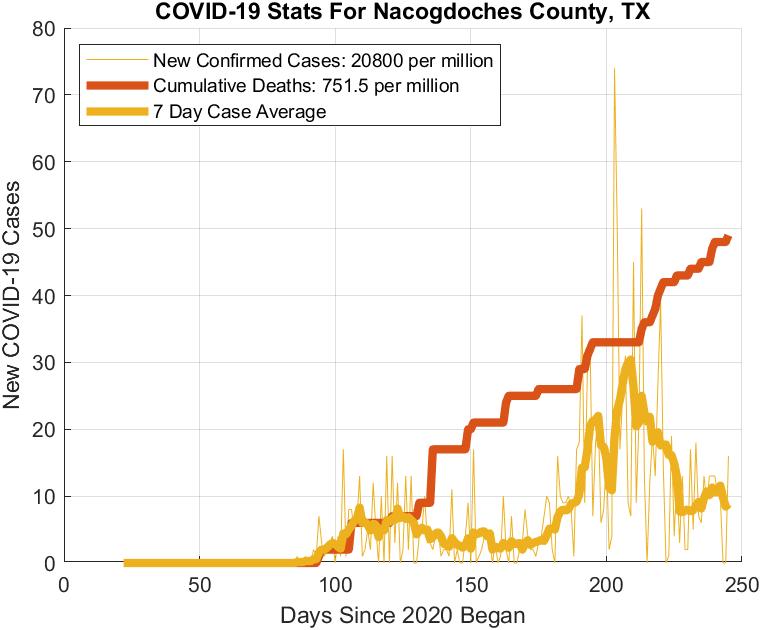 COVID-19 Stats For Nacogdoches County, TX
New Confirmed Cases: 20800 per million
Cumulative Deaths: 751.5 per million
7 Day Case Average
New COVID-19 Cases
80
70
60
50
40
30
20
10
0
0 50 100 150 200 250
Days Since 2020 Began